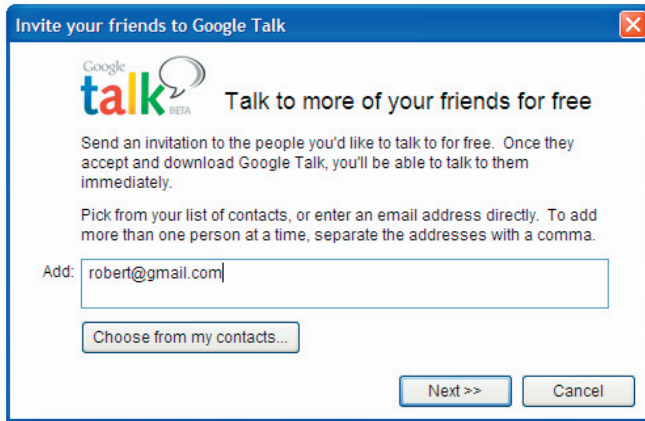 Invite your friends to Google Talk
Google
talk
BETA
Talk to more of your friends for free
Send an invitation to the people you'd like to talk to for free. Once they
accept and download Google Talk, you'll be able to talk to them
immediately.
Pick from your list of contacts, or enter an email address directly. To add
more than one person at a time, separate the addresses with a comma.
Add: robert@gmail.com
Choose from my contacts...
Next >> Cancel